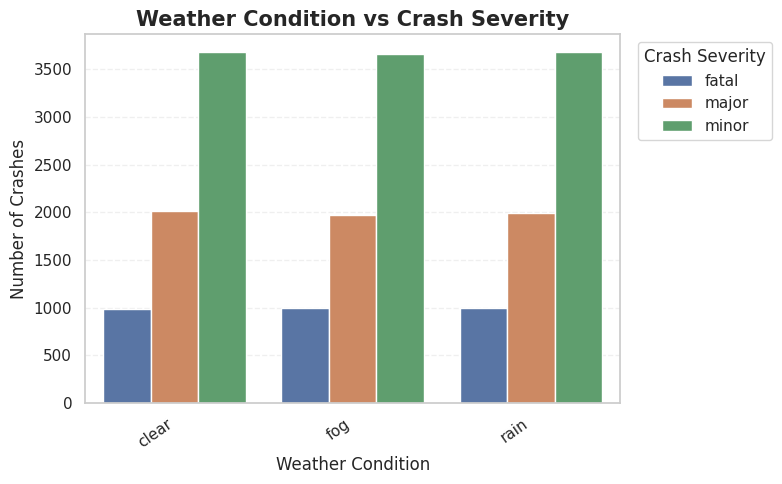 Weather Condition vs Crash Severity
Number of Crashes
3500
3000
2500
2000
1500
1000
500
0
clear
fog
rain
Weather Condition
Crash Severity
fatal
major
minor